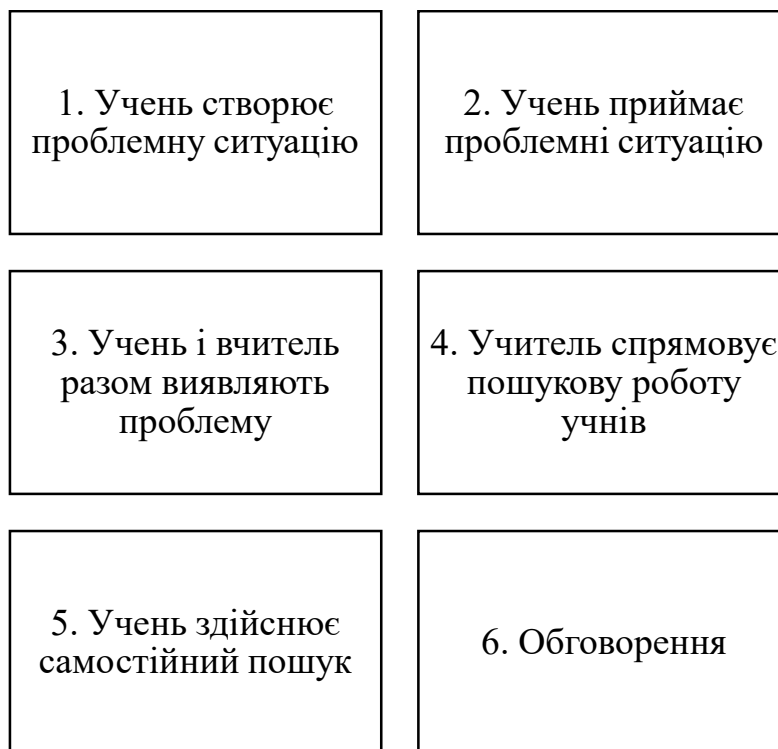 1. Учень створює
проблемну ситуацію
2. Учень приймає
проблемні ситуацію
3. Учень і вчитель
разом виявляють
проблему
4. Учитель спрямовує
пошукову роботу
учнів
5. Учень здійснює
самостійний пошук
6. Обговорення